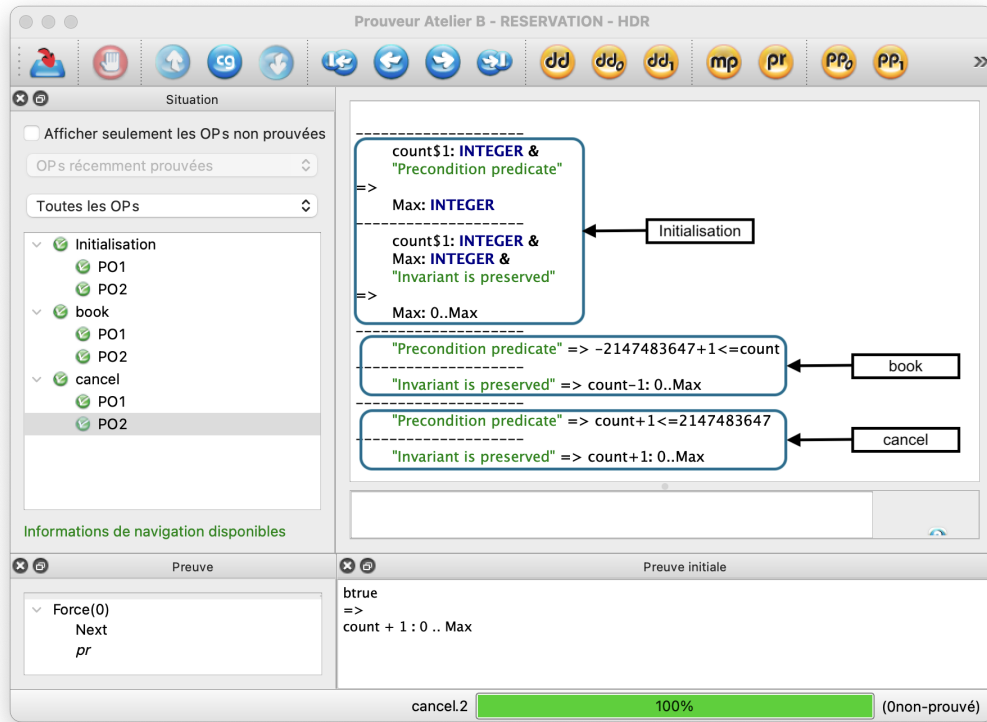 Prouveur Atelier B - RESERVATION - HDR
cg
dd
dd0
dd1
mp
pr
PP0
PP1
»
Situation
Afficher seulement les OPs non prouvées
OPs récemment prouvées
Toutes les OPs
Initialisation
PO1
PO2
book
PO1
PO2
cancel
PO1
PO2
Informations de navigation disponibles
--------------------
count$1: INTEGER &
"Precondition predicate"
=>
Max: INTEGER
--------------------
count$1: INTEGER &
Max: INTEGER &
"Invariant is preserved"
=>
Max: 0..Max
--------------------
"Precondition predicate" => -2147483647+1<=count
--------------------
"Invariant is preserved" => count-1: 0..Max
--------------------
"Precondition predicate" => count+1<=2147483647
--------------------
"Invariant is preserved" => count+1: 0..Max
Initialisation
book
cancel
Preuve
Force(0)
Next
pr
Preuve initiale
btrue
=>
count + 1 : 0 .. Max
cancel.2
100%
(0non-prouvé)